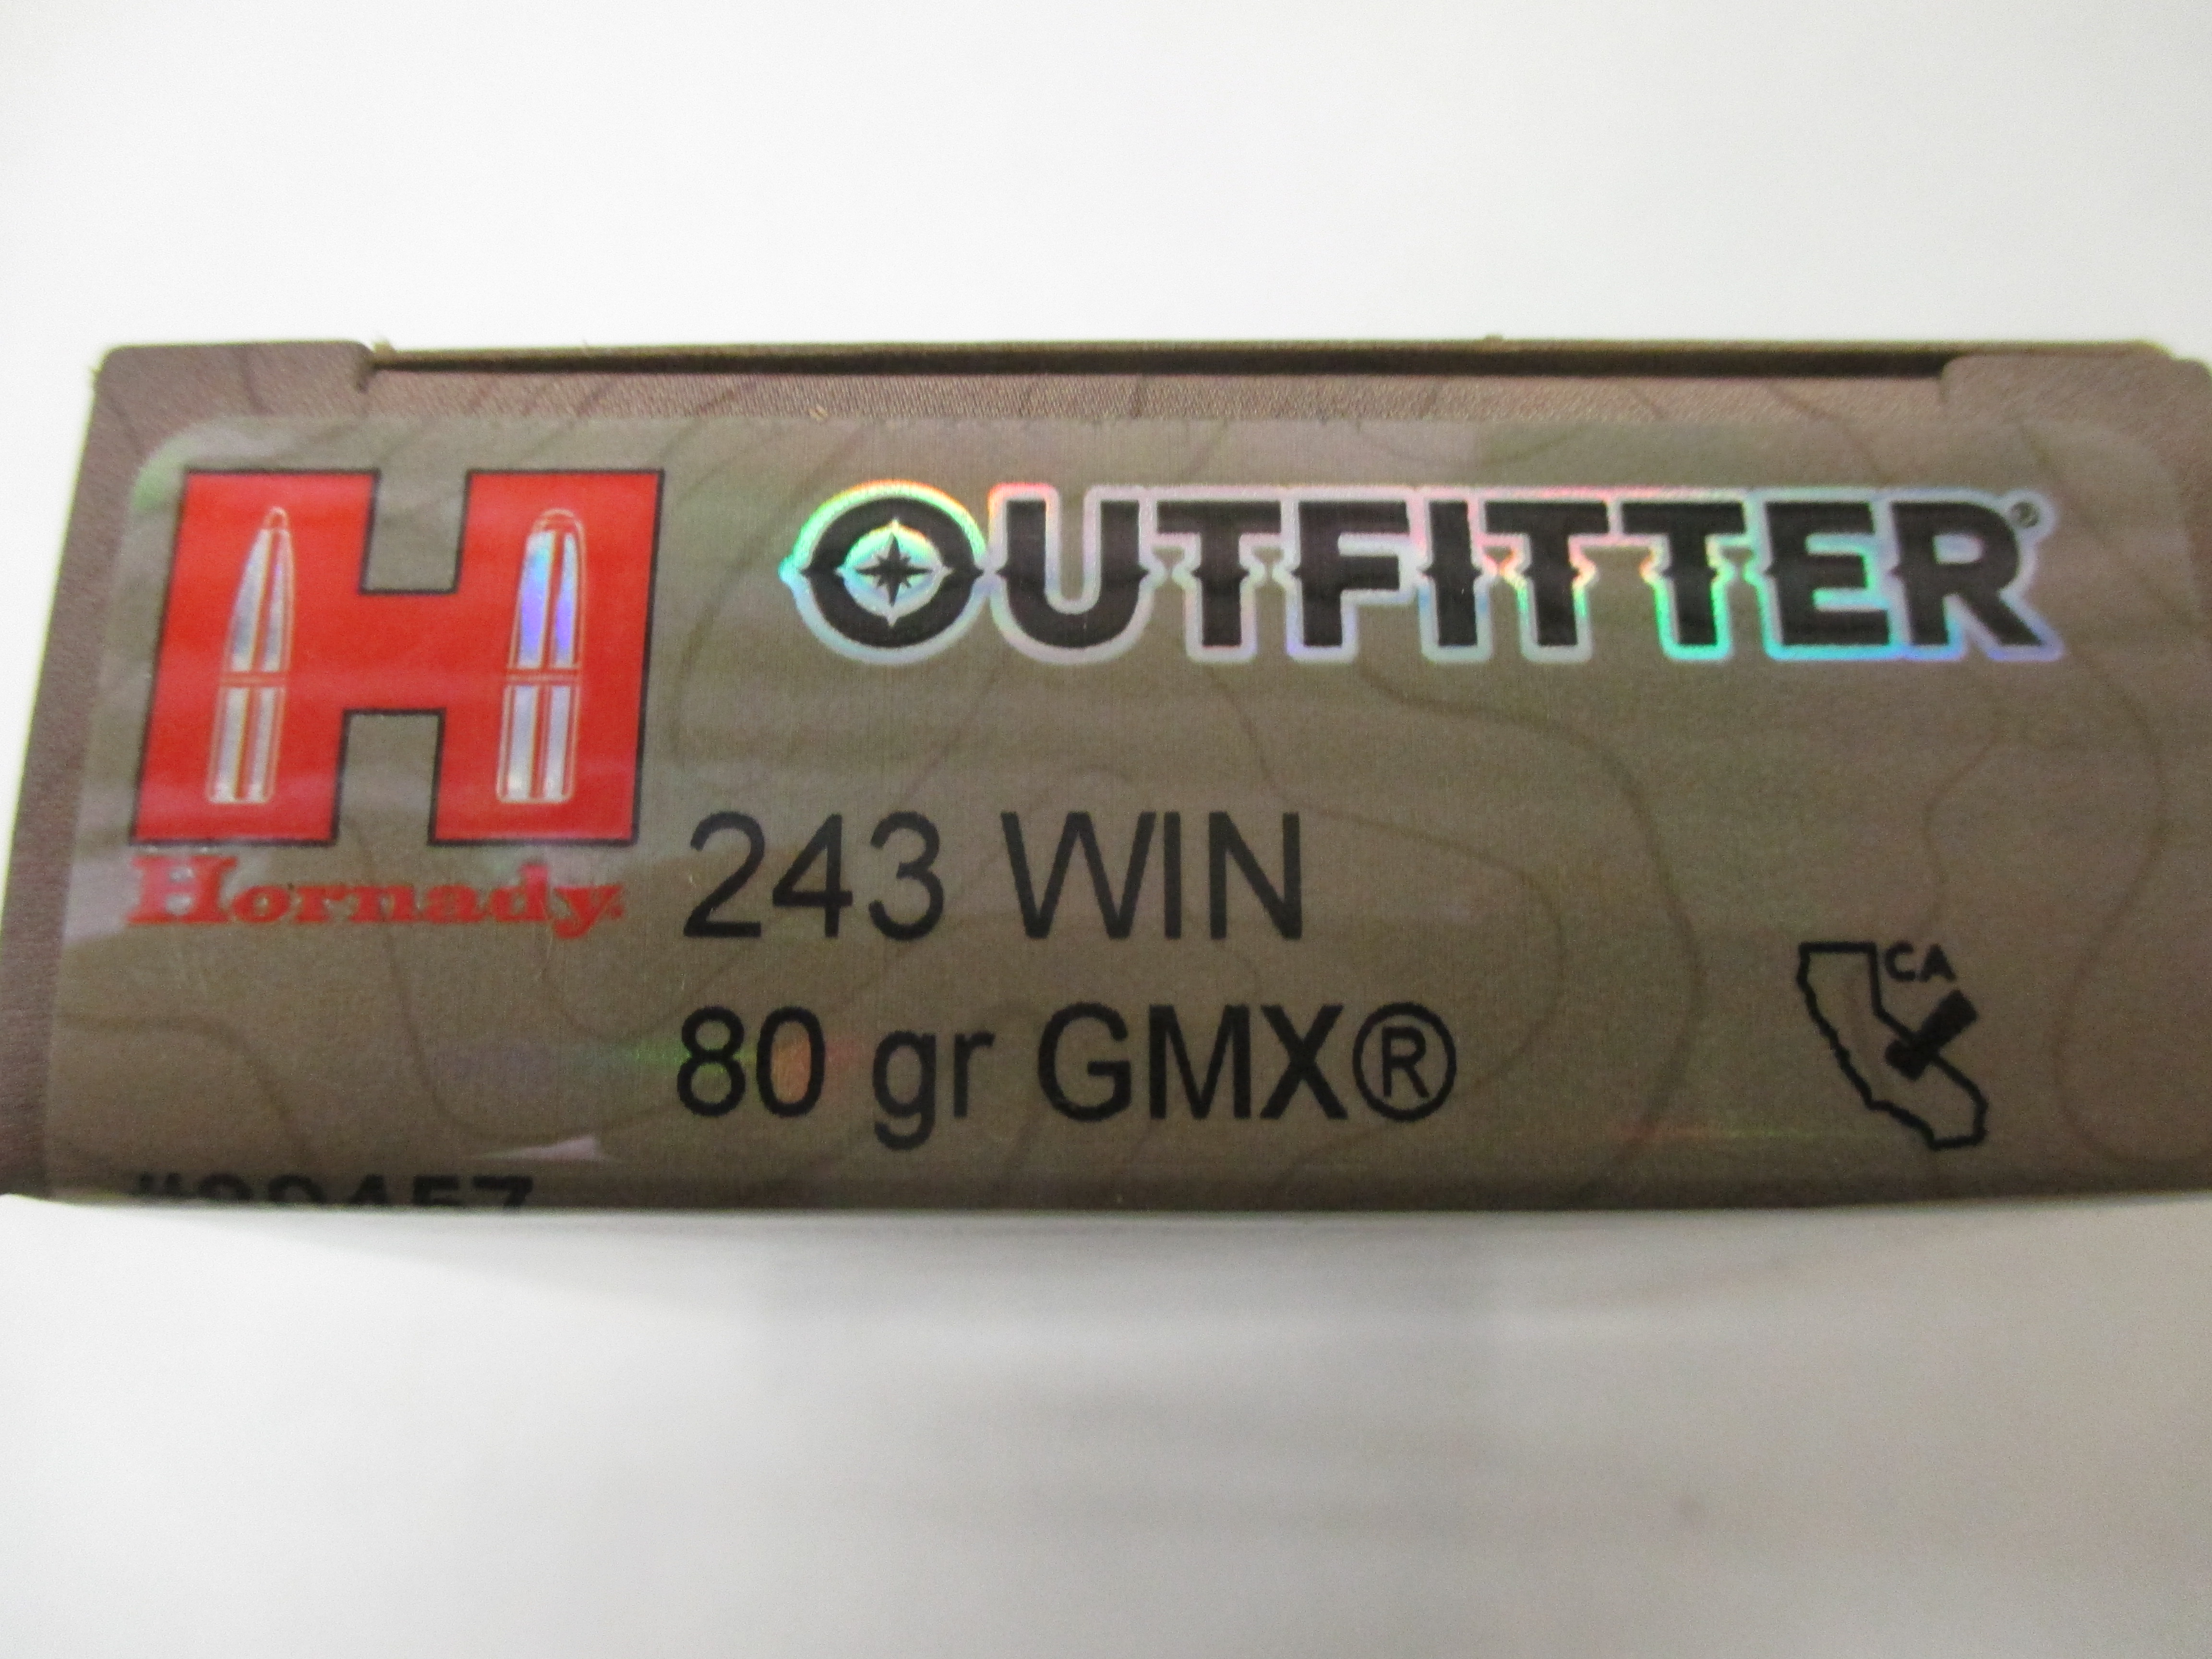 H OUTFITTER®
Hornady
243 WIN
80 gr GMX®
CA